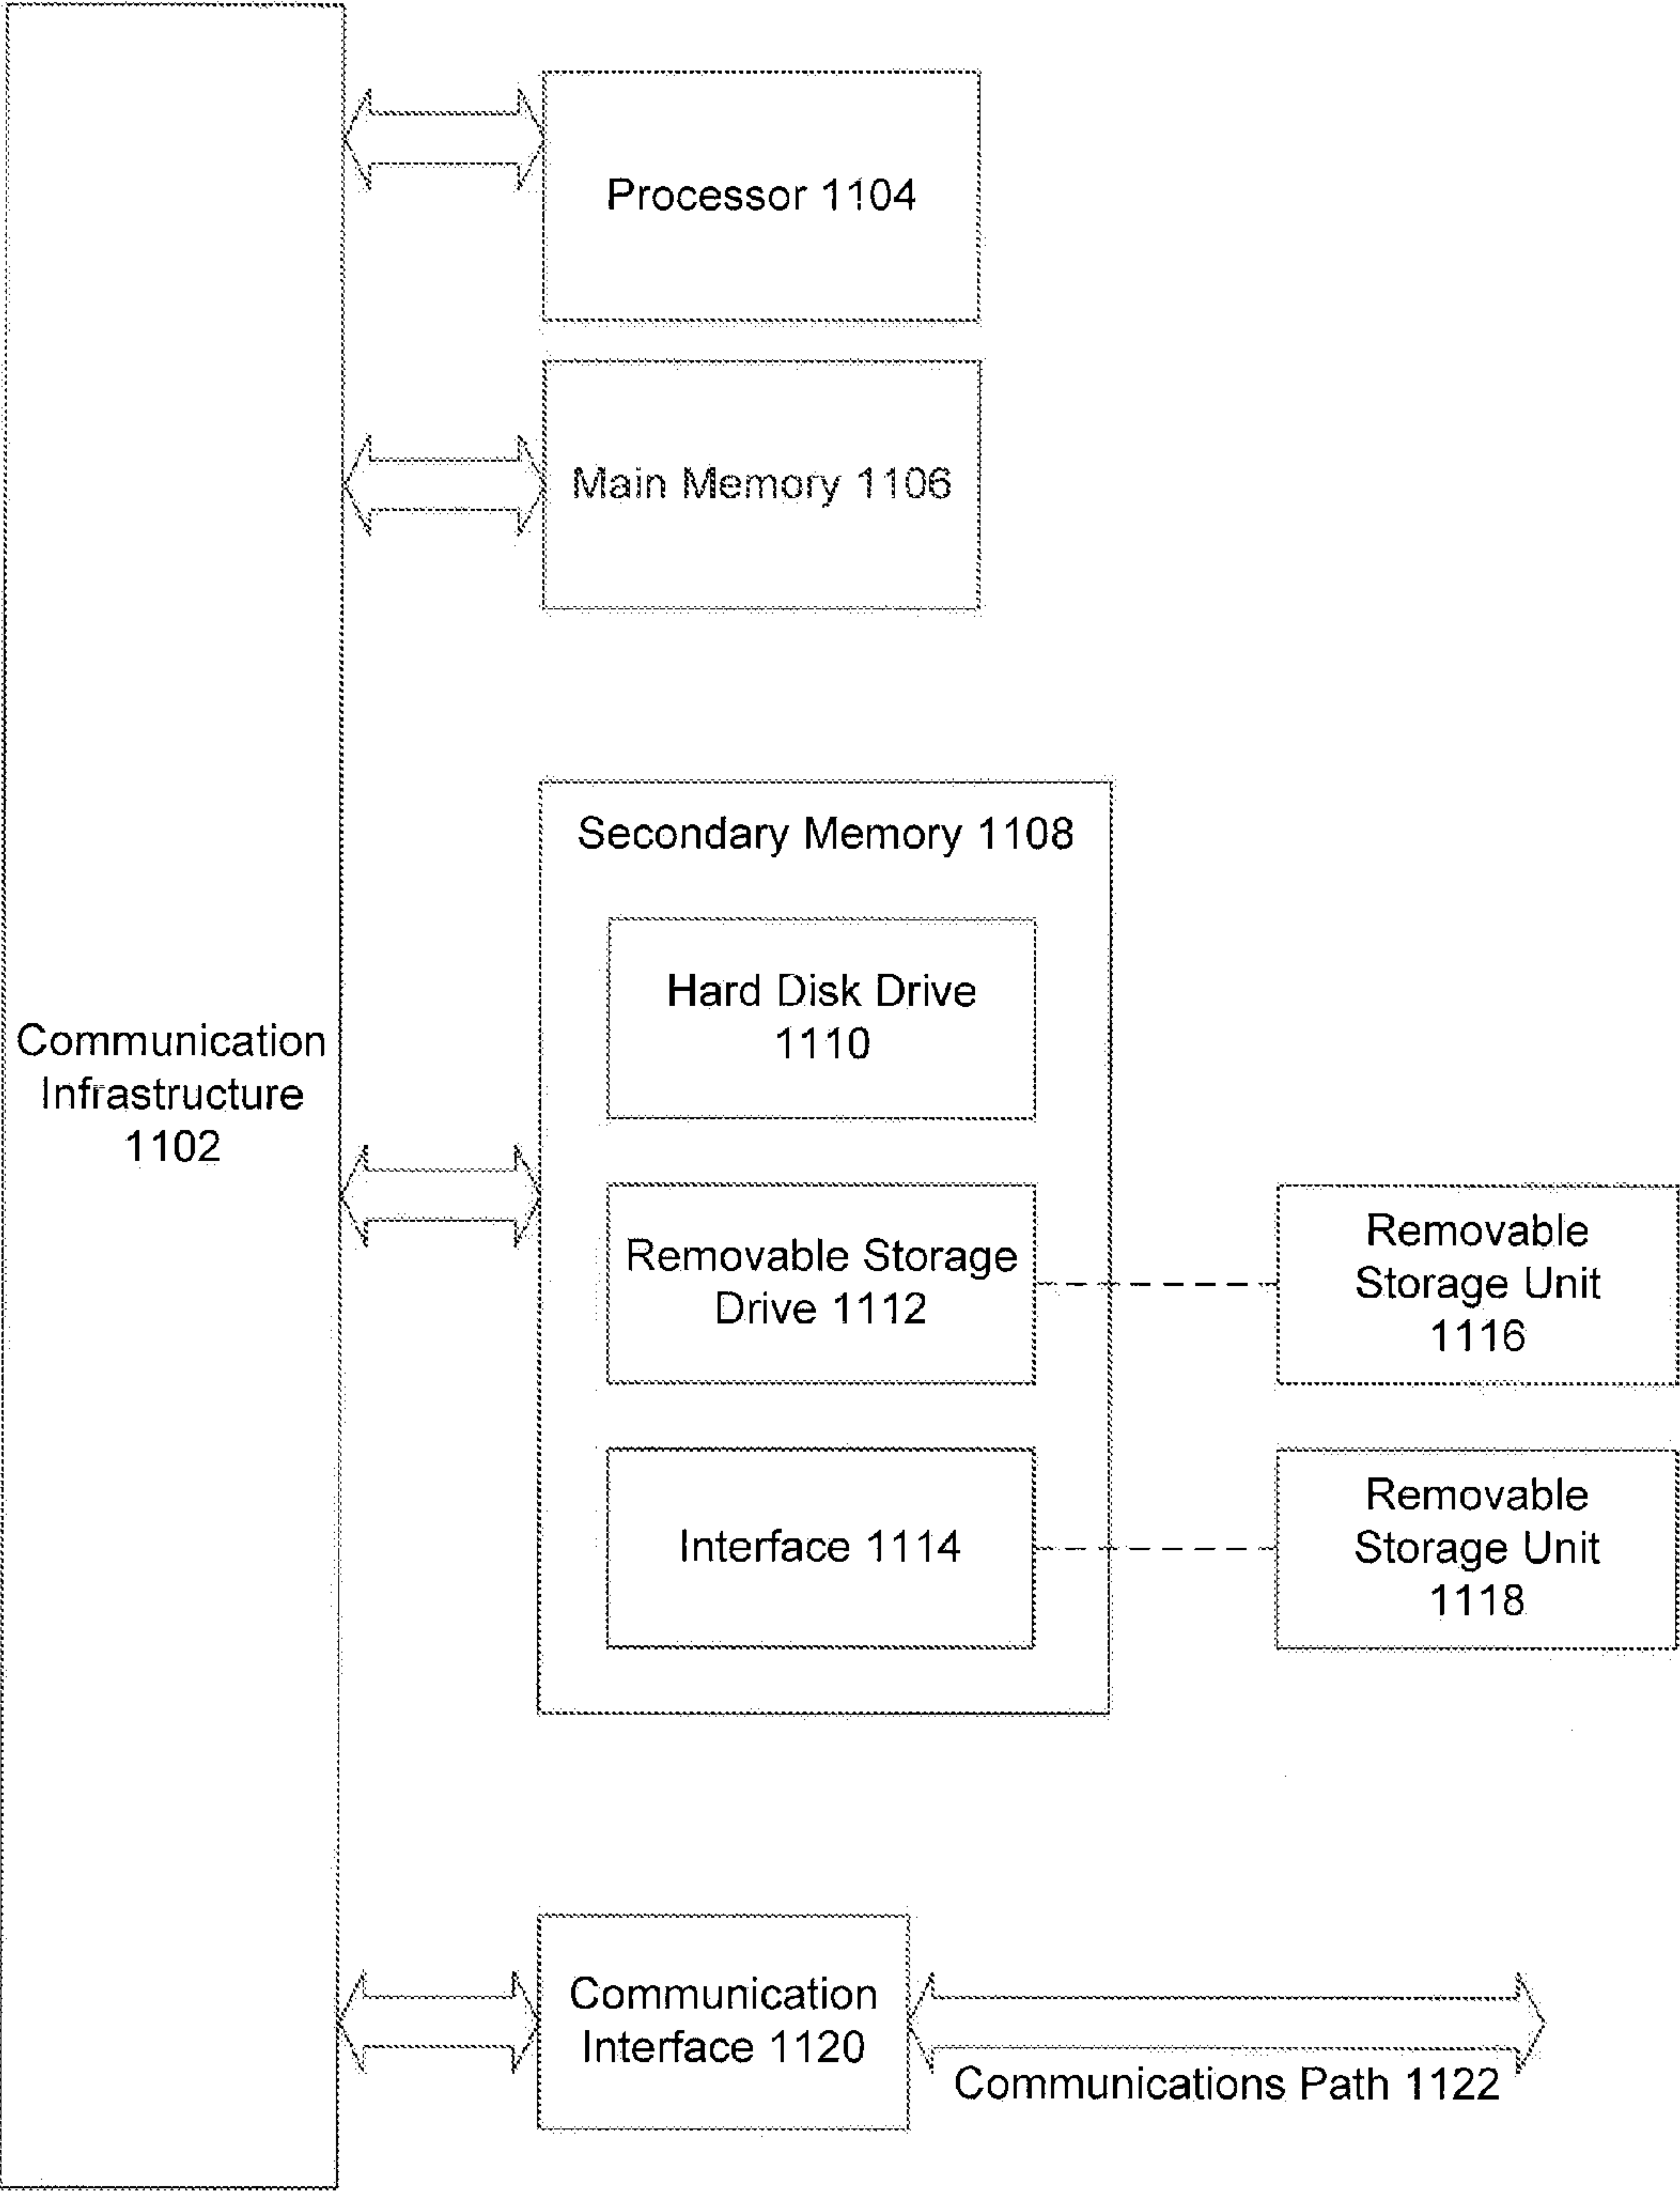 Processor 1104
Main Memory 1106
Secondary Memory 1108
Hard Disk Drive
1110
Communication
Infrastructure
1102
Removable Storage
Drive 1112
Removable
Storage Unit
1116
Interface 1114
Removable
Storage Unit
1118
Communication
Interface 1120
Communications Path 1122